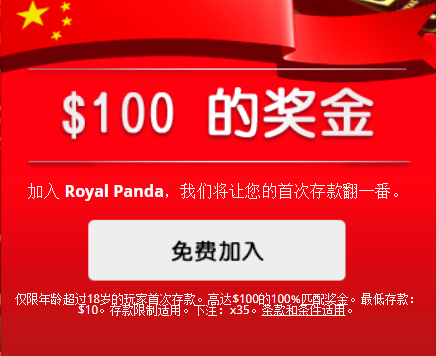 $100 的奖金
加入 Royal Panda，我们将让您的首次存款翻一番。
免费加入
仅限年龄超过18岁的玩家首次存款。高达$100的100%匹配奖金。最低存款：
$10。存款限制适用。下注：x35。条款和条件适用。